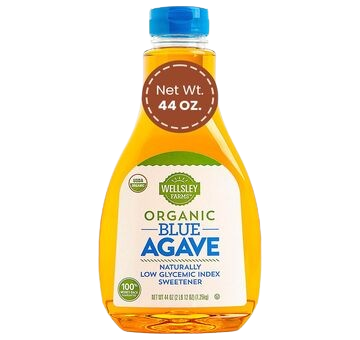 Net Wt.
44 OZ.
USDA
ORGANIC
WELLSLEY
FARMS
ORGANIC
BLUE
AGAVE
NATURALLY
LOW GLYCEMIC INDEX
SWEETENER
100%
NET WT 44 OZ (2 LB 12 OZ) (1.25kg)